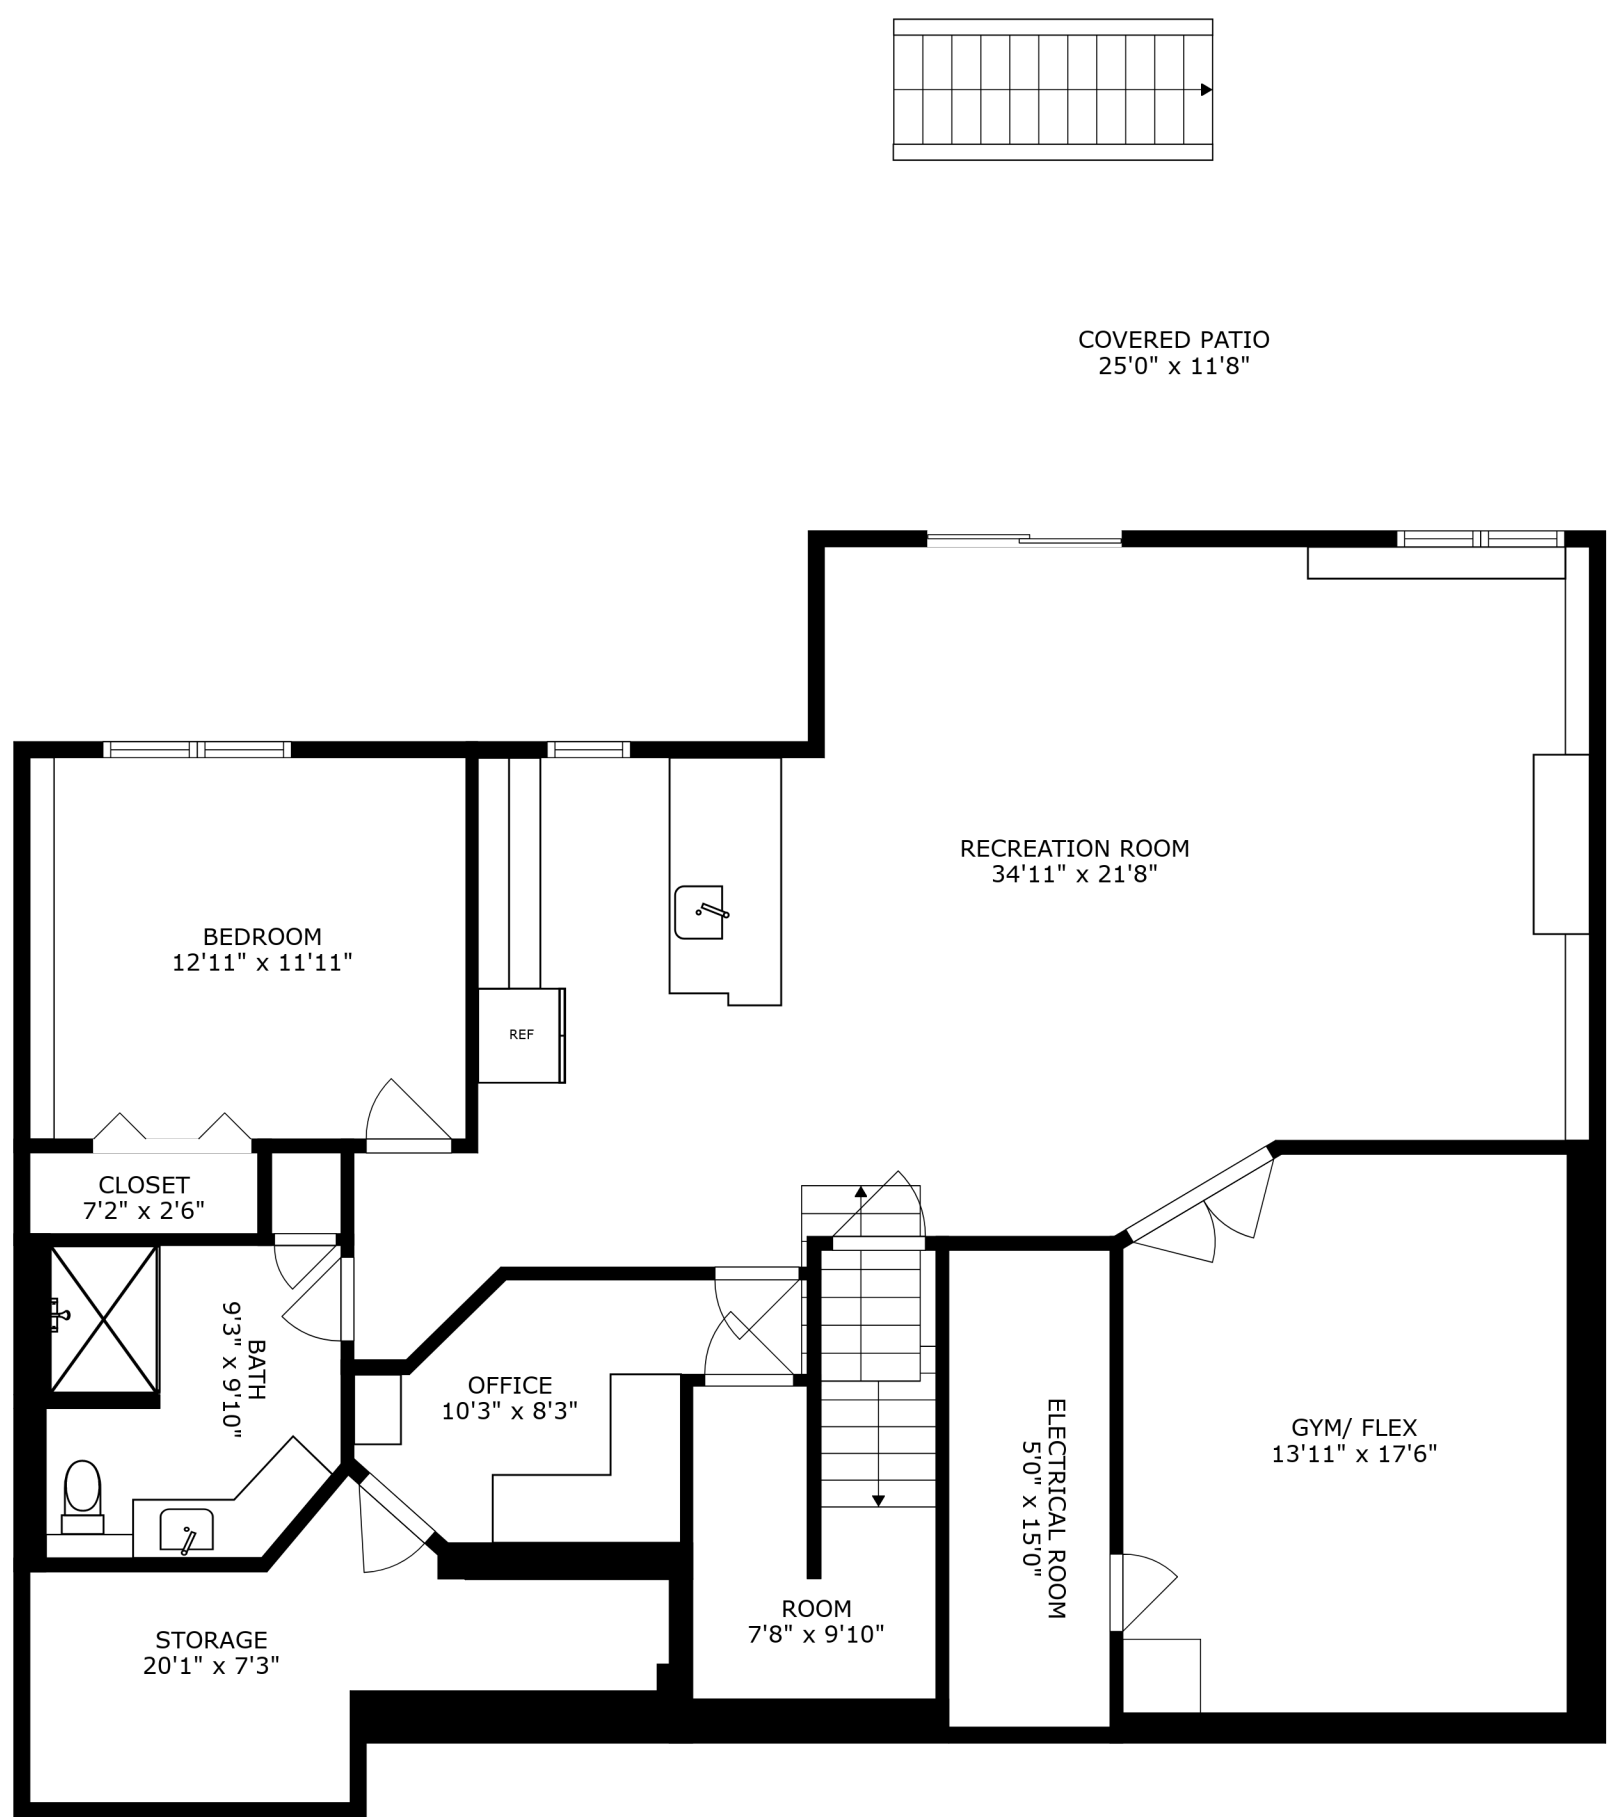 COVERED PATIO
25'0" x 11'8"
RECREATION ROOM
34'11" x 21'8"
BEDROOM
12'11" x 11'11"
REF
CLOSET
7'2" x 2'6"
BATH
9'3" x 9'10"
OFFICE
10'3" x 8'3"
ELECTRICAL ROOM
5'0" x 15'0"
GYM/ FLEX
13'11" x 17'6"
ROOM
7'8" x 9'10"
STORAGE
20'1" x 7'3"